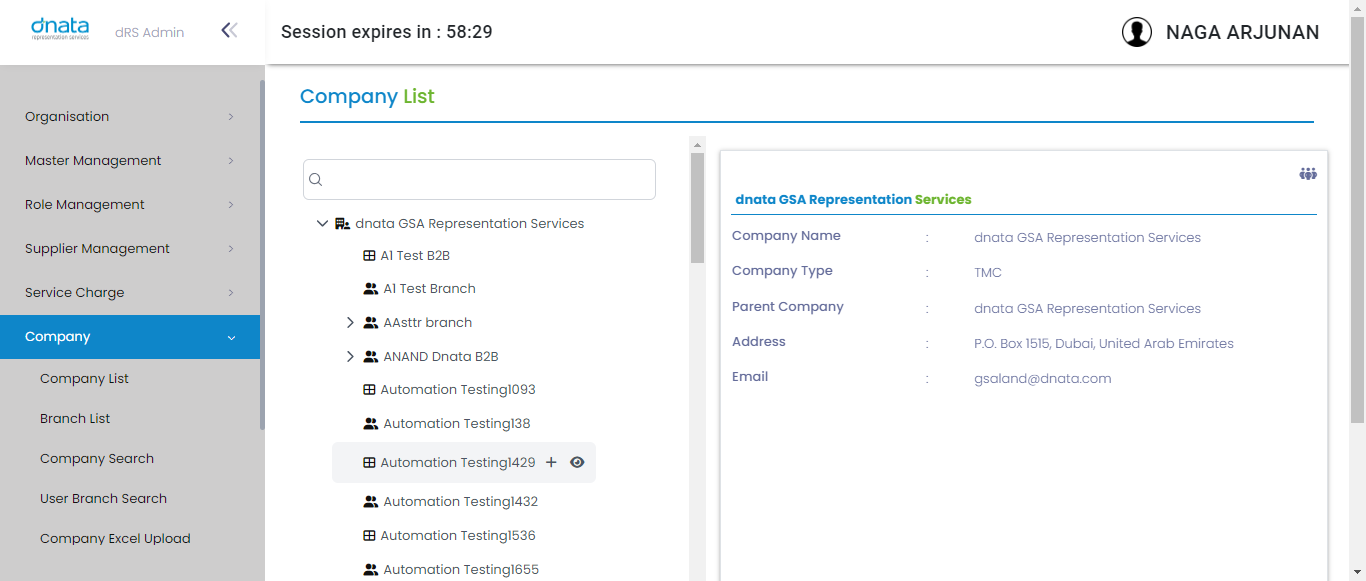 dnata
representation services
dRS Admin
Session expires in : 58:29
NAGA ARJUNAN
Organisation
Master Management
Role Management
Supplier Management
Service Charge
Company
Company List
Branch List
Company Search
User Branch Search
Company Excel Upload
Company List
dnata GSA Representation Services
A1 Test B2B
A1 Test Branch
AAsttr branch
ANAND Dnata B2B
Automation Testing1093
Automation Testing138
Automation Testing1429
Automation Testing1432
Automation Testing1536
Automation Testing1655
dnata GSA Representation Services
Company Name : dnata GSA Representation Services
Company Type : TMC
Parent Company : dnata GSA Representation Services
Address : P.O. Box 1515, Dubai, United Arab Emirates
Email : gsaland@dnata.com